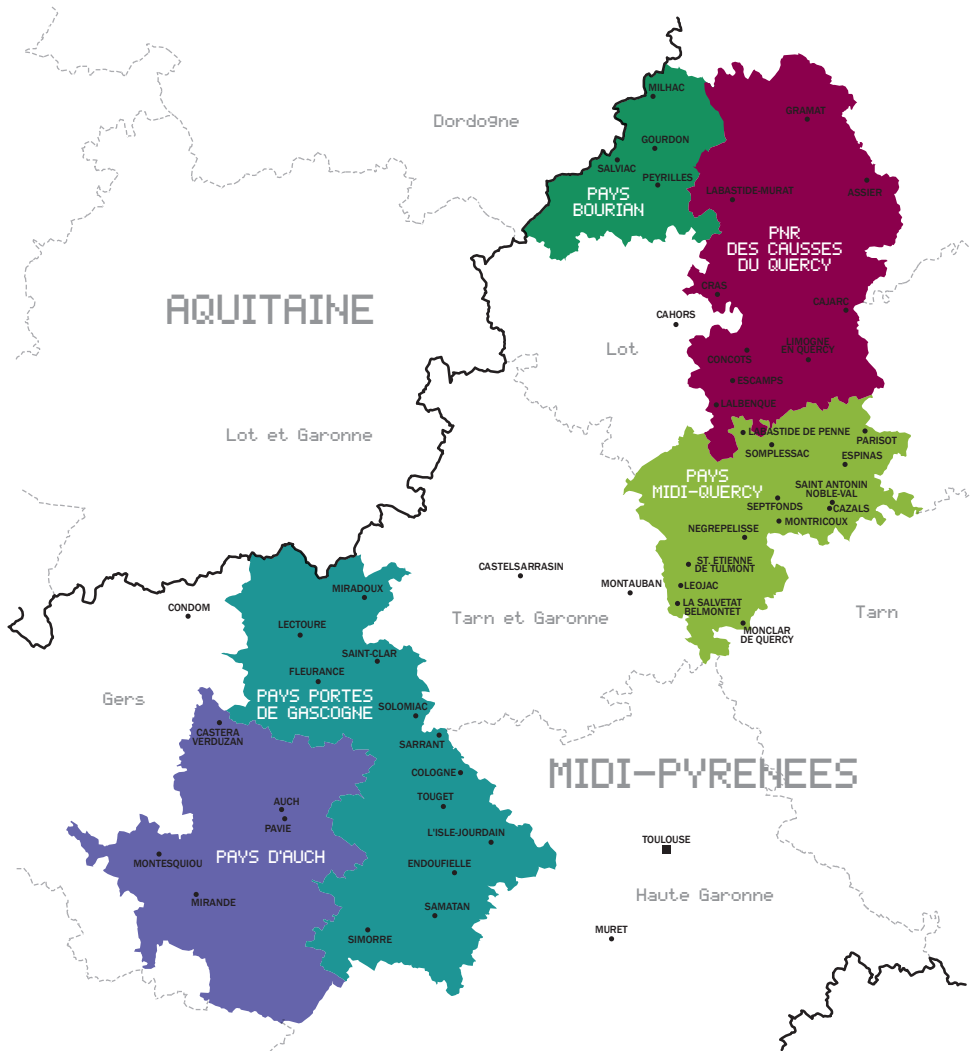 MILHAC
GRAMAT
Dordogne
GOURDON
SALVIAC
PEYRILLES
PAYS
BOURIAN
LABASTIDE-MURAT
ASSIER
PNR
DES CAUSSES
DU QUERCY
CRAS
CAJARC
AQUITAINE
CAHORS
Lot
LIMOGNE
EN QUERCY
CONCOTS
ESCAMPS
LALBENQUE
Lot et Garonne
LABASTIDE DE PENNE
PARISOT
SOMPLESSAC
ESPINAS
PAYS
MIDI-QUERCY
SAINT ANTONIN
NOBLE-VAL
SEPTFONDS
CAZALS
MONTRICOUX
NEGREPELISSE
ST. ETIENNE
DE TULMONT
CASTELSARRASIN
MONTAUBAN
LEOJAC
LA SALVETAT
BELMONTET
MONCLAR
DE QUERCY
Tarn et Garonne
Tarn
MIRADOUX
CONDOM
LECTOURE
SAINT-CLAR
FLEURANCE
Gers
PAYS PORTES
DE GASCOGNE
SOLOMIAC
CASTERA
VERDUZAN
SARRANT
COLOGNE
MIDI-PYRENEES
TOUGET
AUCH
PAVIE
L'ISLE-JOURDAIN
TOULOUSE
MONTESQUIOU
PAYS D'AUCH
ENDOUFIELLE
MIRANDE
Haute Garonne
SAMATAN
SIMORRE
MURET